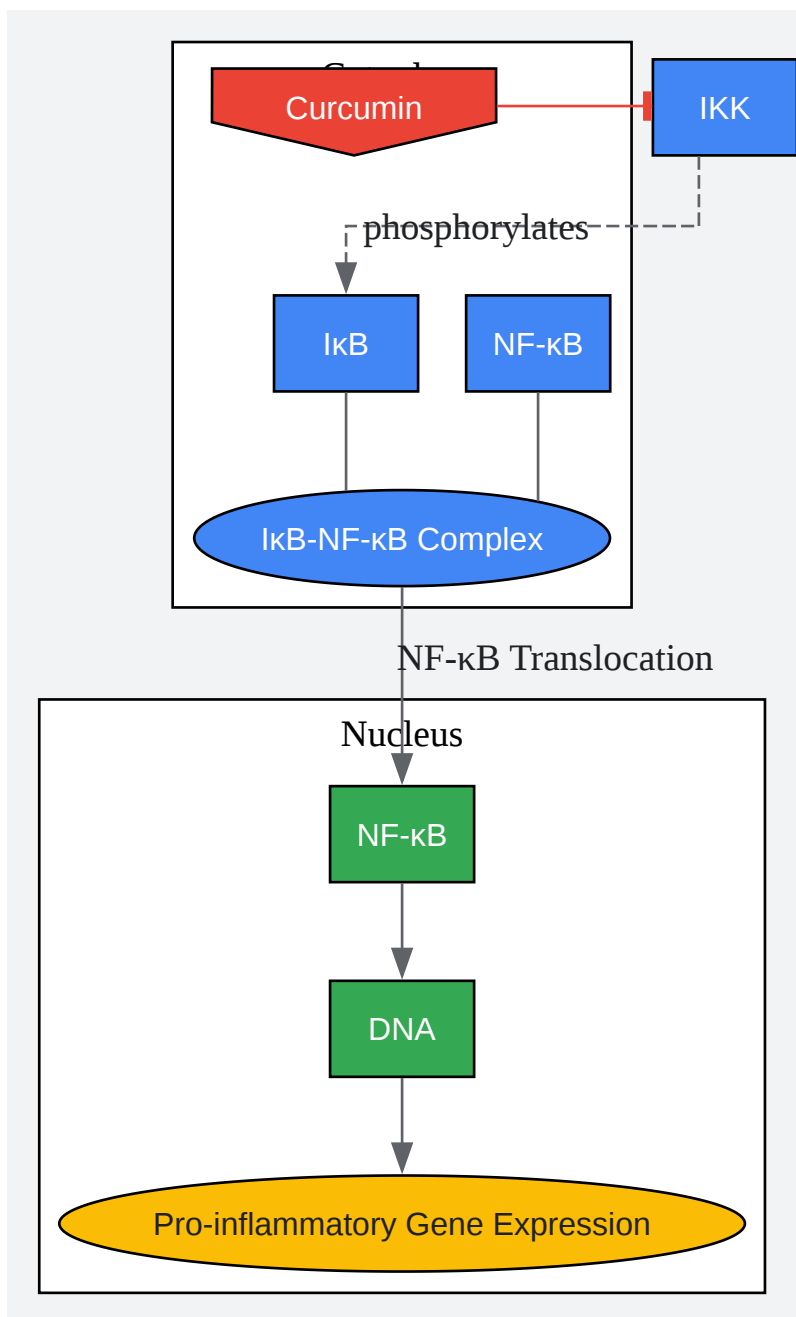 Curcumin
IKK
phosphorylates
IκB
NF-κB
IκB-NF-κB Complex
NF-κB Translocation
Nucleus
NF-κB
DNA
Pro-inflammatory Gene Expression